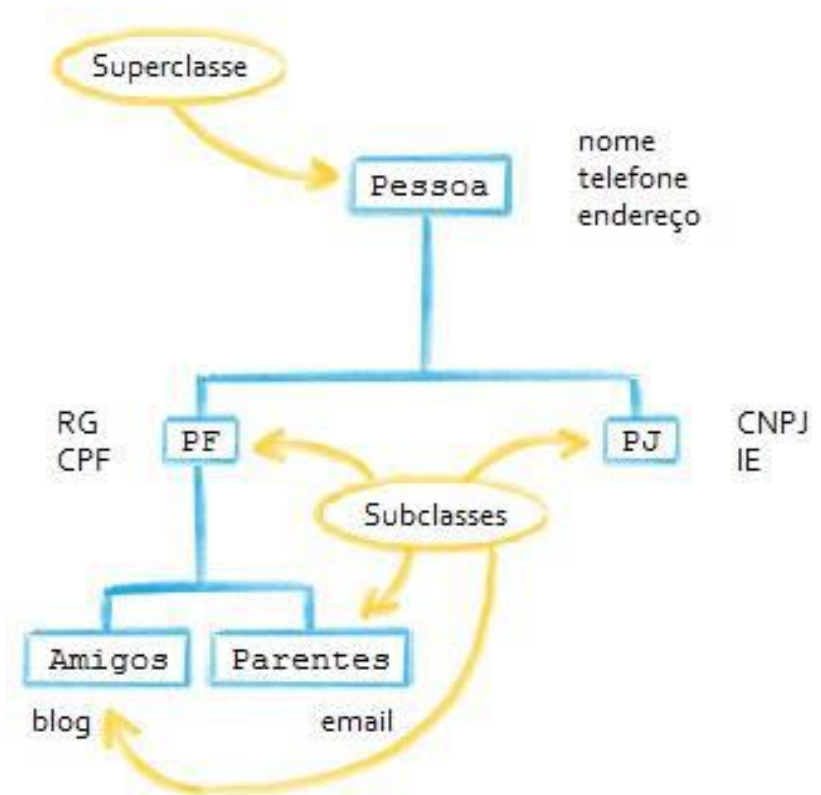 Superclasse
Pessoa
nome
telefone
endereço
RG
CPF
PF
PJ
CNPJ
IE
Subclasses
Amigos
Parentes
blog
email